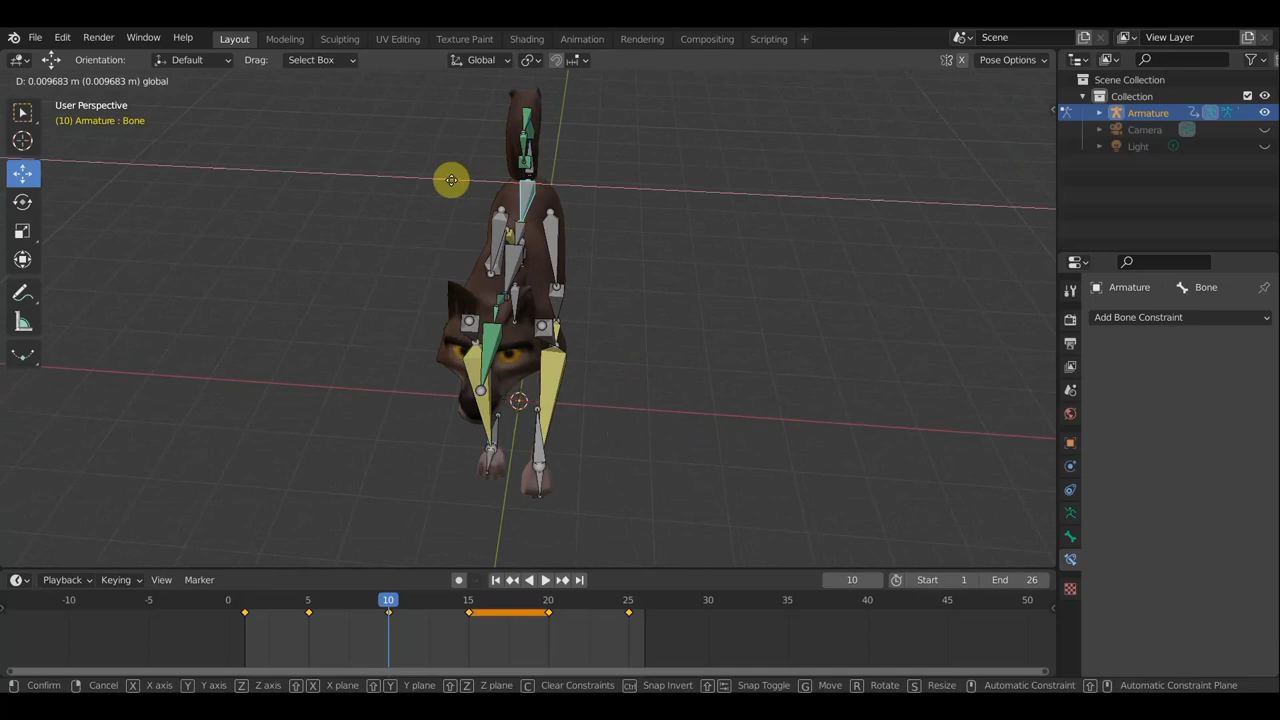 File Edit Render Window Help Layout Modeling Sculpting UV Editing Texture Paint Shading Animation Rendering Compositing Scripting + Scene View Layer
Orientation: Default Drag: Select Box Global X Pose Options
D: 0.009683 m (0.009683 m) global
Scene Collection
Collection
Armature
Camera
Light
User Perspective
(10) Armature : Bone
Armature Bone
Add Bone Constraint
Playback Keying View Marker 10 Start 1 End 26
-10 -5 0 5 10 15 20 25 30 35 40 45 50
Confirm Cancel X X axis Y Y axis Z Z axis X X plane Y Y plane Z Z plane C Clear Constraints Ctrl Snap Invert Snap Toggle G Move R Rotate S Resize Automatic Constraint Automatic Constraint Plane